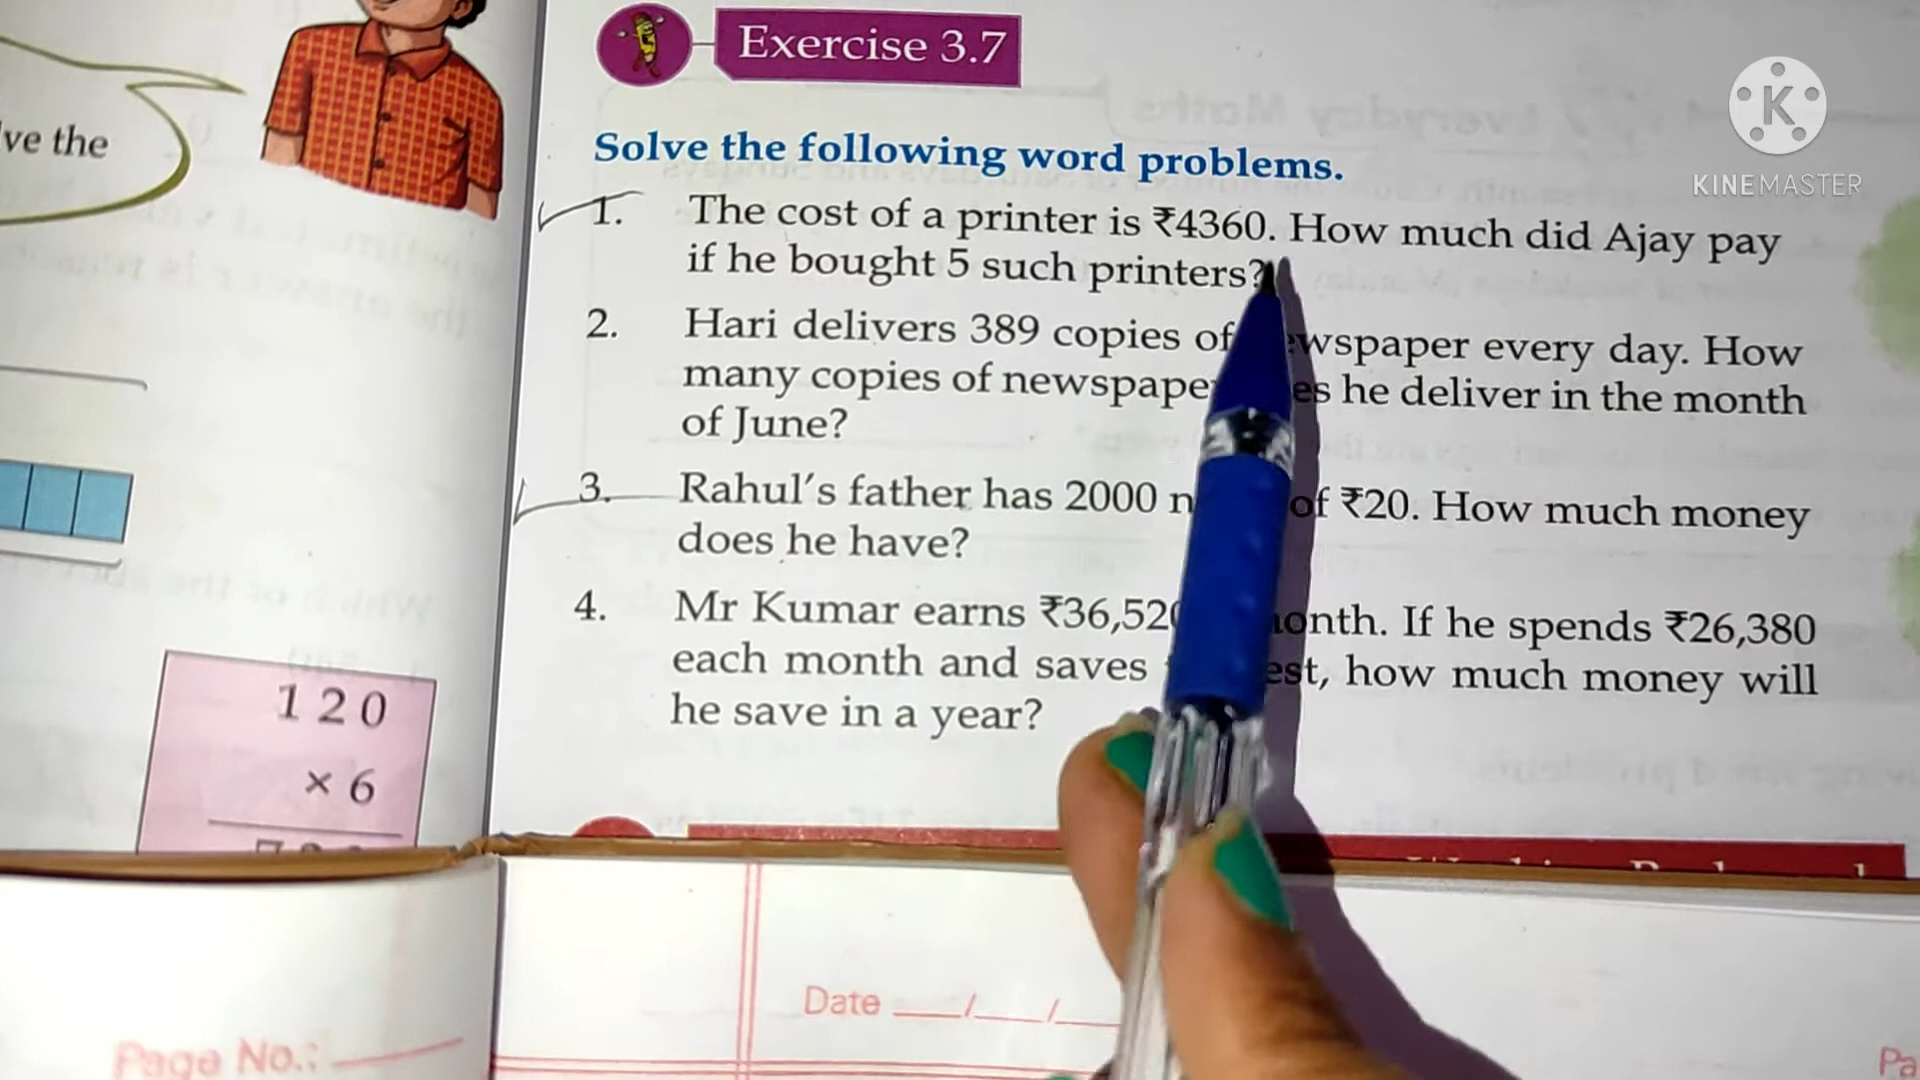 Exercise 3.7
KINEMASTER
ve the
Solve the following word problems.
1. The cost of a printer is ₹4360. How much did Ajay pay
if he bought 5 such printers?
2. Hari delivers 389 copies of wspaper every day. How
many copies of newspape es he deliver in the month
of June?
3. Rahul's father has 2000 n of ₹20. How much money
does he have?
4. Mr Kumar earns ₹36,520 onth. If he spends ₹26,380
each month and saves est, how much money will
he save in a year?
120
× 6
Date __/__/__
Page No.:
Pa